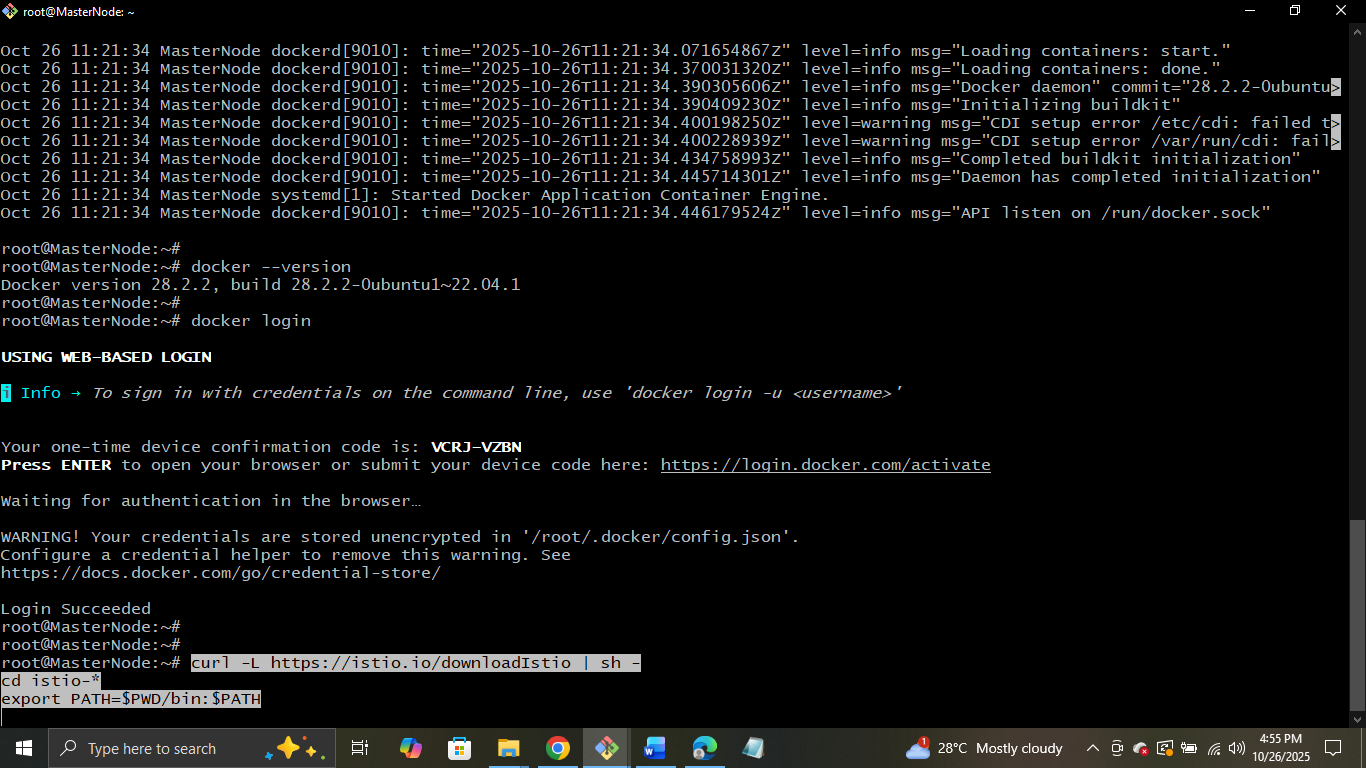 root@MasterNode: ~
Oct 26 11:21:34 MasterNode dockerd[9010]: time="2025-10-26T11:21:34.071654867Z" level=info msg="Loading containers: start."
Oct 26 11:21:34 MasterNode dockerd[9010]: time="2025-10-26T11:21:34.370031320Z" level=info msg="Loading containers: done."
Oct 26 11:21:34 MasterNode dockerd[9010]: time="2025-10-26T11:21:34.390305606Z" level=info msg="Docker daemon" commit="28.2.2-0ubuntu>
Oct 26 11:21:34 MasterNode dockerd[9010]: time="2025-10-26T11:21:34.390409230Z" level=info msg="Initializing buildkit"
Oct 26 11:21:34 MasterNode dockerd[9010]: time="2025-10-26T11:21:34.400198250Z" level=warning msg="CDI setup error /etc/cdi: failed t>
Oct 26 11:21:34 MasterNode dockerd[9010]: time="2025-10-26T11:21:34.400228939Z" level=warning msg="CDI setup error /var/run/cdi: fail>
Oct 26 11:21:34 MasterNode dockerd[9010]: time="2025-10-26T11:21:34.434758993Z" level=info msg="Completed buildkit initialization"
Oct 26 11:21:34 MasterNode dockerd[9010]: time="2025-10-26T11:21:34.445714301Z" level=info msg="Daemon has completed initialization"
Oct 26 11:21:34 MasterNode systemd[1]: Started Docker Application Container Engine.
Oct 26 11:21:34 MasterNode dockerd[9010]: time="2025-10-26T11:21:34.446179524Z" level=info msg="API listen on /run/docker.sock"
root@MasterNode:~#
root@MasterNode:~# docker --version
Docker version 28.2.2, build 28.2.2-0ubuntu1~22.04.1
root@MasterNode:~#
root@MasterNode:~# docker login
USING WEB-BASED LOGIN
i Info → To sign in with credentials on the command line, use 'docker login -u <username>'
Your one-time device confirmation code is: VCRJ-VZBN
Press ENTER to open your browser or submit your device code here: https://login.docker.com/activate
Waiting for authentication in the browser…
WARNING! Your credentials are stored unencrypted in '/root/.docker/config.json'.
Configure a credential helper to remove this warning. See
https://docs.docker.com/go/credential-store/
Login Succeeded
root@MasterNode:~#
root@MasterNode:~#
root@MasterNode:~# curl -L https://istio.io/downloadIstio | sh -
cd istio-*
export PATH=$PWD/bin:$PATH
Type here to search
1
28°C Mostly cloudy
4:55 PM
10/26/2025